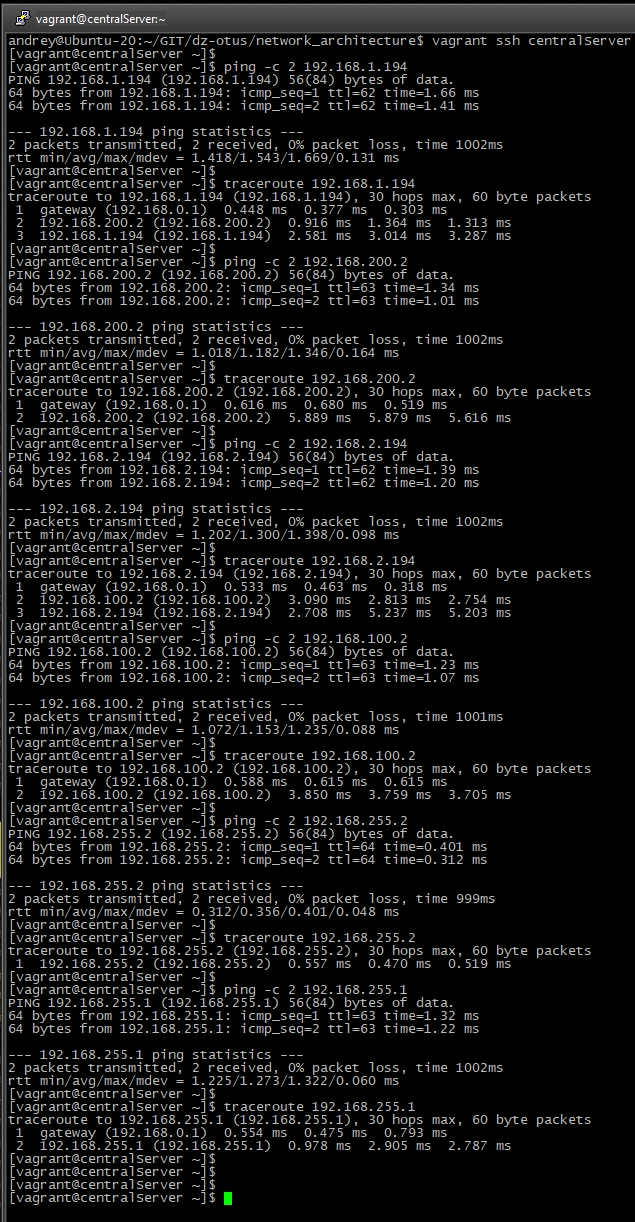 vagrant@centralServer:~
andrey@Ubuntu-20:~/GIT/dz-otus/network_architecture$ vagrant ssh centralServer
[vagrant@centralServer ~]$
[vagrant@centralServer ~]$ ping -c 2 192.168.1.194
PING 192.168.1.194 (192.168.1.194) 56(84) bytes of data.
64 bytes from 192.168.1.194: icmp_seq=1 ttl=62 time=1.66 ms
64 bytes from 192.168.1.194: icmp_seq=2 ttl=62 time=1.41 ms
--- 192.168.1.194 ping statistics ---
2 packets transmitted, 2 received, 0% packet loss, time 1002ms
rtt min/avg/max/mdev = 1.418/1.543/1.669/0.131 ms
[vagrant@centralServer ~]$
[vagrant@centralServer ~]$ traceroute 192.168.1.194
traceroute to 192.168.1.194 (192.168.1.194), 30 hops max, 60 byte packets
1 gateway (192.168.0.1) 0.448 ms 0.377 ms 0.303 ms
2 192.168.200.2 (192.168.200.2) 0.916 ms 1.364 ms 1.313 ms
3 192.168.1.194 (192.168.1.194) 2.581 ms 3.014 ms 3.287 ms
[vagrant@centralServer ~]$
[vagrant@centralServer ~]$ ping -c 2 192.168.200.2
PING 192.168.200.2 (192.168.200.2) 56(84) bytes of data.
64 bytes from 192.168.200.2: icmp_seq=1 ttl=63 time=1.34 ms
64 bytes from 192.168.200.2: icmp_seq=2 ttl=63 time=1.01 ms
--- 192.168.200.2 ping statistics ---
2 packets transmitted, 2 received, 0% packet loss, time 1002ms
rtt min/avg/max/mdev = 1.018/1.182/1.346/0.164 ms
[vagrant@centralServer ~]$
[vagrant@centralServer ~]$ traceroute 192.168.200.2
traceroute to 192.168.200.2 (192.168.200.2), 30 hops max, 60 byte packets
1 gateway (192.168.0.1) 0.616 ms 0.680 ms 0.519 ms
2 192.168.200.2 (192.168.200.2) 5.889 ms 5.879 ms 5.616 ms
[vagrant@centralServer ~]$
[vagrant@centralServer ~]$ ping -c 2 192.168.2.194
PING 192.168.2.194 (192.168.2.194) 56(84) bytes of data.
64 bytes from 192.168.2.194: icmp_seq=1 ttl=62 time=1.39 ms
64 bytes from 192.168.2.194: icmp_seq=2 ttl=62 time=1.20 ms
--- 192.168.2.194 ping statistics ---
2 packets transmitted, 2 received, 0% packet loss, time 1002ms
rtt min/avg/max/mdev = 1.202/1.300/1.398/0.098 ms
[vagrant@centralServer ~]$
[vagrant@centralServer ~]$ traceroute 192.168.2.194
traceroute to 192.168.2.194 (192.168.2.194), 30 hops max, 60 byte packets
1 gateway (192.168.0.1) 0.533 ms 0.463 ms 0.318 ms
2 192.168.100.2 (192.168.100.2) 3.090 ms 2.813 ms 2.754 ms
3 192.168.2.194 (192.168.2.194) 2.708 ms 5.237 ms 5.203 ms
[vagrant@centralServer ~]$
[vagrant@centralServer ~]$ ping -c 2 192.168.100.2
PING 192.168.100.2 (192.168.100.2) 56(84) bytes of data.
64 bytes from 192.168.100.2: icmp_seq=1 ttl=63 time=1.23 ms
64 bytes from 192.168.100.2: icmp_seq=2 ttl=63 time=1.07 ms
--- 192.168.100.2 ping statistics ---
2 packets transmitted, 2 received, 0% packet loss, time 1001ms
rtt min/avg/max/mdev = 1.072/1.153/1.235/0.088 ms
[vagrant@centralServer ~]$
[vagrant@centralServer ~]$ traceroute 192.168.100.2
traceroute to 192.168.100.2 (192.168.100.2), 30 hops max, 60 byte packets
1 gateway (192.168.0.1) 0.588 ms 0.615 ms 0.615 ms
2 192.168.100.2 (192.168.100.2) 3.850 ms 3.759 ms 3.705 ms
[vagrant@centralServer ~]$
[vagrant@centralServer ~]$ ping -c 2 192.168.255.2
PING 192.168.255.2 (192.168.255.2) 56(84) bytes of data.
64 bytes from 192.168.255.2: icmp_seq=1 ttl=64 time=0.401 ms
64 bytes from 192.168.255.2: icmp_seq=2 ttl=64 time=0.312 ms
--- 192.168.255.2 ping statistics ---
2 packets transmitted, 2 received, 0% packet loss, time 999ms
rtt min/avg/max/mdev = 0.312/0.356/0.401/0.048 ms
[vagrant@centralServer ~]$
[vagrant@centralServer ~]$ traceroute 192.168.255.2
traceroute to 192.168.255.2 (192.168.255.2), 30 hops max, 60 byte packets
1 192.168.255.2 (192.168.255.2) 0.557 ms 0.470 ms 0.519 ms
[vagrant@centralServer ~]$
[vagrant@centralServer ~]$ ping -c 2 192.168.255.1
PING 192.168.255.1 (192.168.255.1) 56(84) bytes of data.
64 bytes from 192.168.255.1: icmp_seq=1 ttl=63 time=1.32 ms
64 bytes from 192.168.255.1: icmp_seq=2 ttl=63 time=1.22 ms
--- 192.168.255.1 ping statistics ---
2 packets transmitted, 2 received, 0% packet loss, time 1002ms
rtt min/avg/max/mdev = 1.225/1.273/1.322/0.060 ms
[vagrant@centralServer ~]$
[vagrant@centralServer ~]$ traceroute 192.168.255.1
traceroute to 192.168.255.1 (192.168.255.1), 30 hops max, 60 byte packets
1 gateway (192.168.0.1) 0.554 ms 0.475 ms 0.793 ms
2 192.168.255.1 (192.168.255.1) 0.978 ms 2.905 ms 2.787 ms
[vagrant@centralServer ~]$
[vagrant@centralServer ~]$
[vagrant@centralServer ~]$
[vagrant@centralServer ~]$